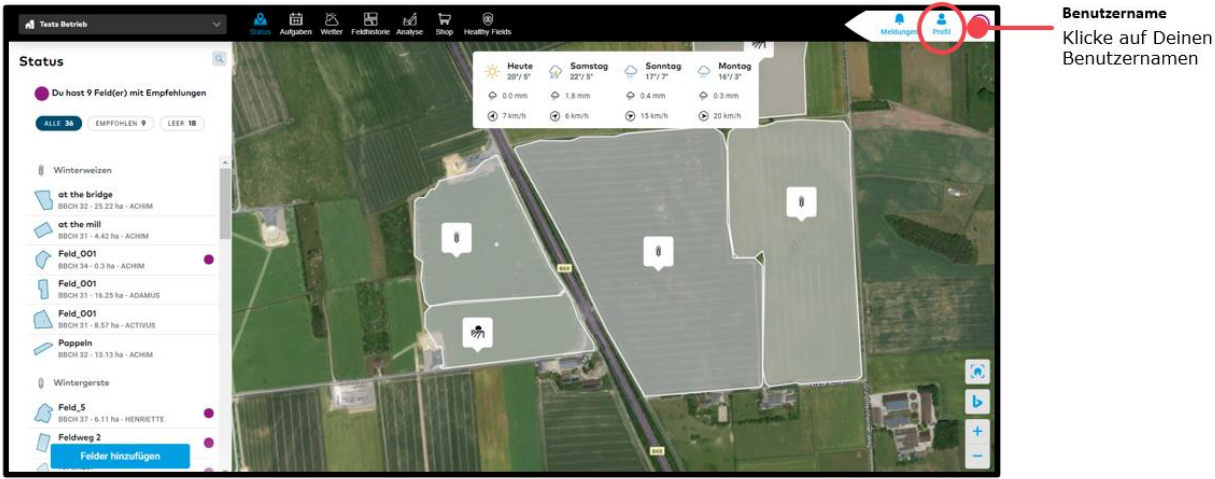 Tests Betrieb
Status
Aufgaben
Wetter
Feldhistorie
Analyse
Shop
Healthy Fields
Meldungen
Profil
Benutzername
Klicke auf Deinen
Benutzernamen
Status
Du hast 9 Feld(er) mit Empfehlungen
ALLE 36
EMPFOHLEN 9
LEER 18
Winterweizen
at the bridge
BBCH 32 - 25.22 ha - ACHIM
at the mill
BBCH 31 - 4.42 ha - ACHIM
Feld_001
BBCH 34 - 0.3 ha - ACHIM
Feld_001
BBCH 31 - 16.25 ha - ADAMUS
Feld_001
BBCH 31 - 8.57 ha - ACTIVUS
Pappeln
BBCH 32 - 13.13 ha - ACHIM
Wintergerste
Feld_5
BBCH 37 - 6.11 ha - HENRIETTE
Feldweg 2
Felder hinzufügen
Heute
20°/ 5°
0.0 mm
7 km/h
Samstag
22°/ 5°
1.8 mm
6 km/h
Sonntag
17°/ 7°
0.4 mm
15 km/h
Montag
16°/ 3°
0.3 mm
20 km/h
B68
B68